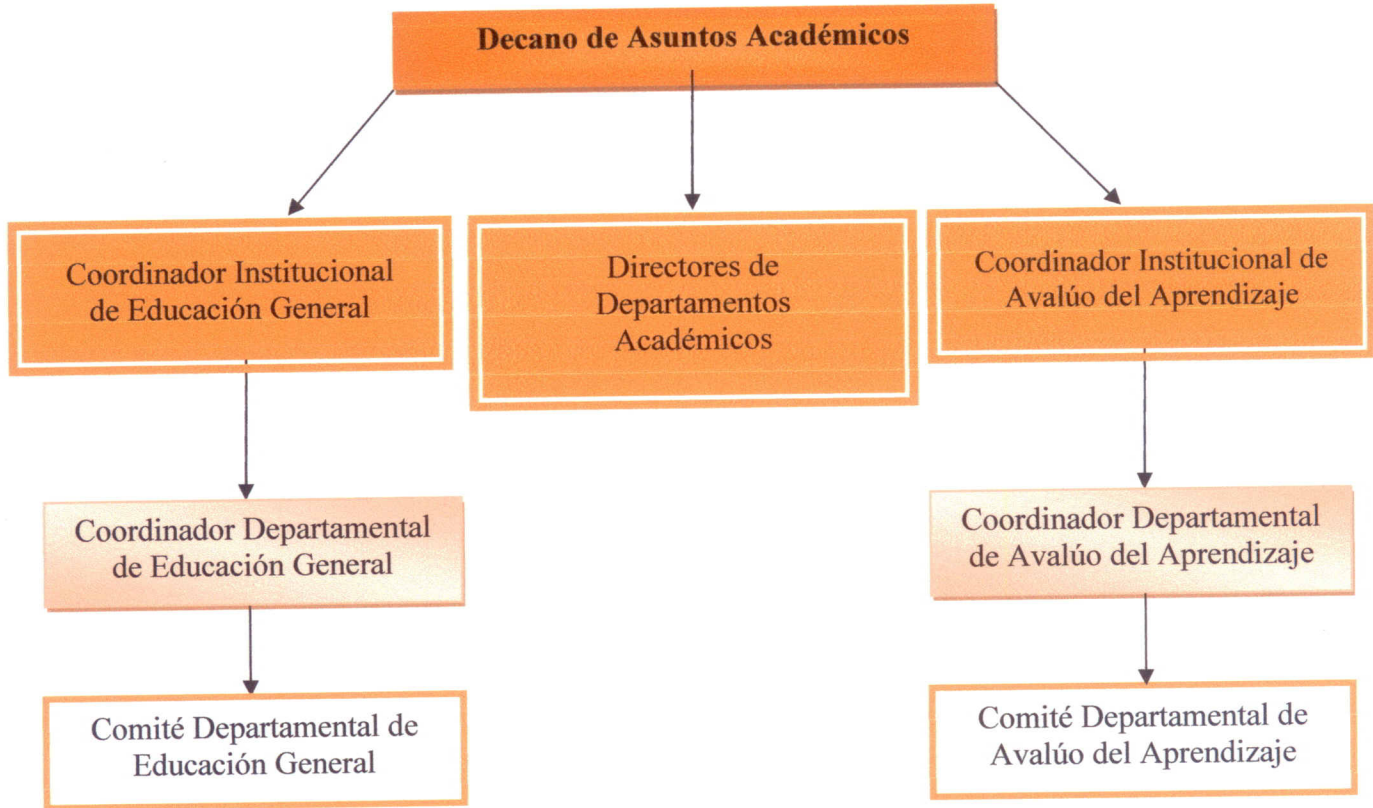 Decano de Asuntos Académicos
Coordinador Institucional
de Educación General
Directores de
Departamentos
Académicos
Coordinador Institucional de
Avalúo del Aprendizaje
Coordinador Departamental
de Educación General
Coordinador Departamental
de Avalúo del Aprendizaje
Comité Departamental de
Educación General
Comité Departamental de
Avalúo del Aprendizaje